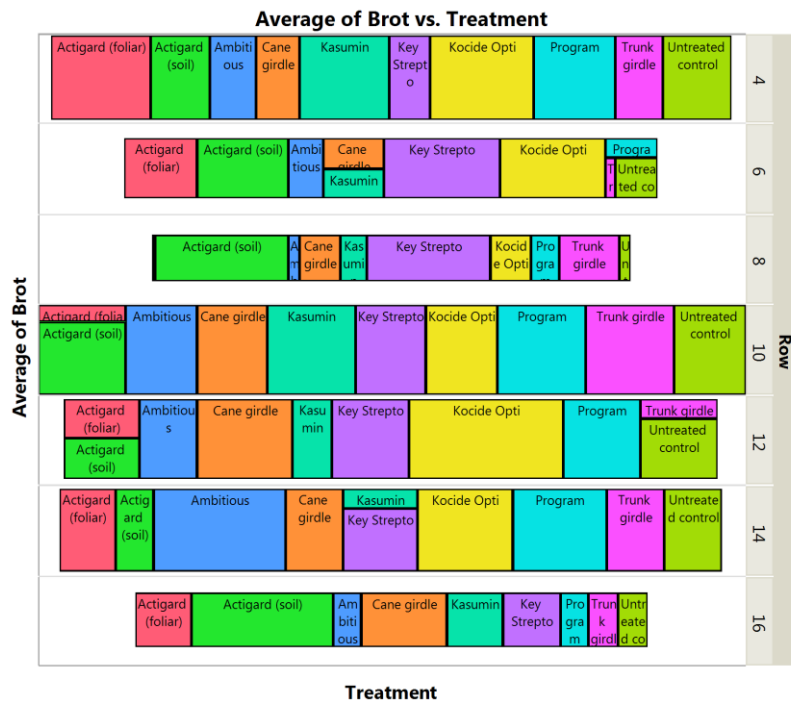 Average of Brot vs. Treatment
Actigard (foliar)
Actigard
(soil)
Ambiti
ous
Cane
girdle
Kasumin
Key
Strept
o
Kocide Opti
Program
Trunk
girdle
Untreated
control
4
Actigard
(foliar)
Actigard (soil)
Ambi
tious
Cane
girdle
Kasumin
Key Strepto
Kocide Opti
Progra
T
r
Untrea
ted co
6
Actigard (soil)
A
m
Cane
girdle
Kas
umi
Key Strepto
Kocid
e Opti
Pro
gra
m
Trunk
girdle
U
n
t
8
Actigard (folia
Actigard (soil)
Ambitious
Cane girdle
Kasumin
Key Strepto
Kocide Opti
Program
Trunk girdle
Untreated
control
10
Actigard
(foliar)
Actigard
(soil)
Ambitiou
s
Cane girdle
Kasu
min
Key Strepto
Kocide Opti
Program
Trunk girdle
Untreated
control
12
Actigard
(foliar)
Actig
ard
(soil)
Ambitious
Cane
girdle
Kasumin
Key Strepto
Kocide Opti
Program
Trunk
girdle
Untreate
d control
14
Actigard
(foliar)
Actigard (soil)
Am
biti
ous
Cane girdle
Kasumin
Key
Strepto
Pro
gra
m
Trun
k
girdl
Untr
eate
d co
16
Average of Brot
Row
Treatment